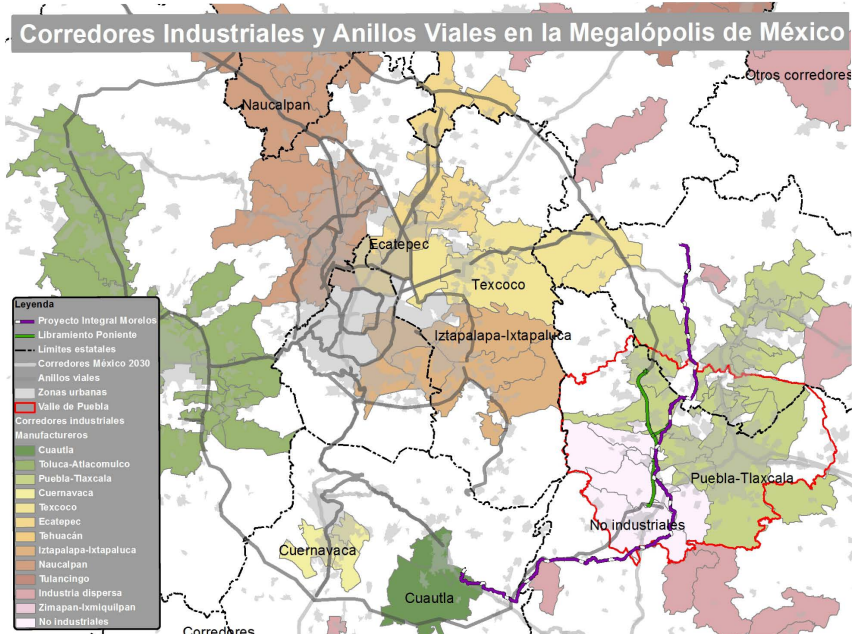 Corredores Industriales y Anillos Viales en la Megalópolis de México
Otros corredores
Naucalpan
Ecatepec
Texcoco
Iztapalapa-Ixtapaluca
Puebla-Tlaxcala
No industriales
Cuernavaca
Cuautla
Corredores
Leyenda
Proyecto Integral Morelos
Libramiento Poniente
Límites estatales
Corredores México 2030
Anillos viales
Zonas urbanas
Valle de Puebla
Corredores industriales
Manufactureros
Cuautla
Toluca-Atlacomulco
Puebla-Tlaxcala
Cuernavaca
Texcoco
Ecatepec
Tehuacán
Iztapalapa-Ixtapaluca
Naucalpan
Tulancingo
Industria dispersa
Zimapan-Ixmiquilpan
No industriales